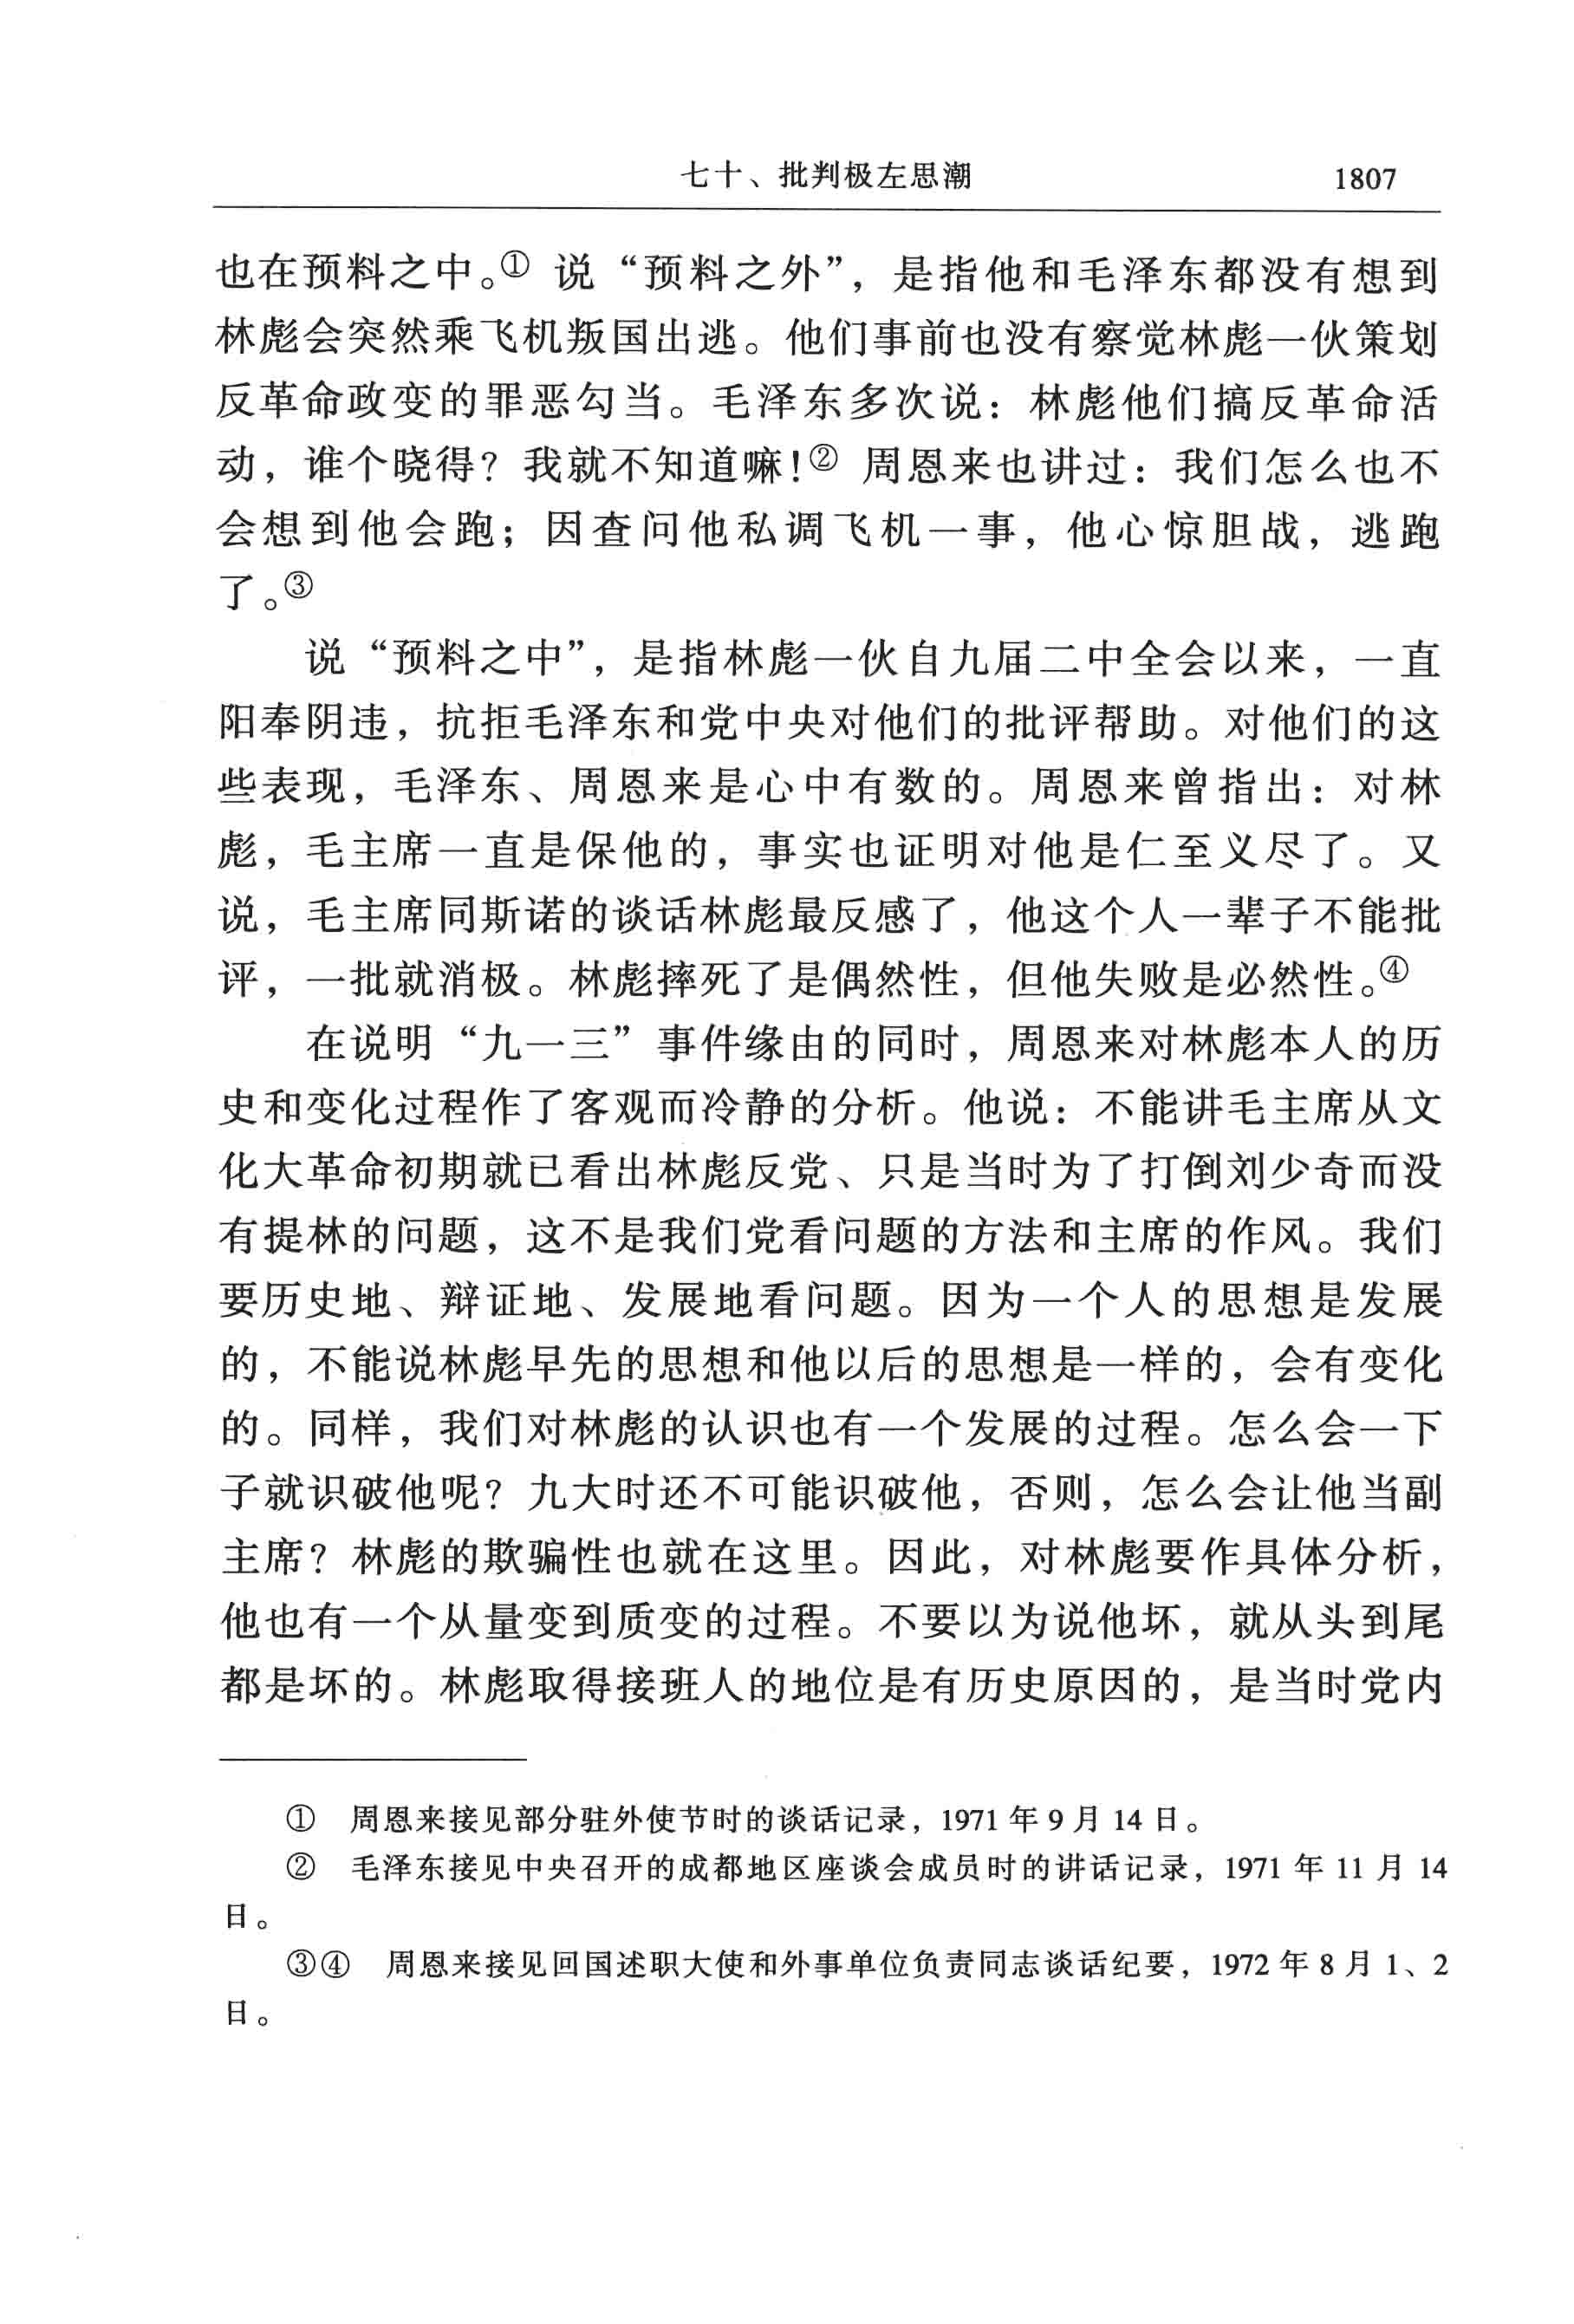 七十、批判极左思潮 1807
也在预料之中。① 说“预料之外”，是指他和毛泽东都没有想到
林彪会突然乘飞机叛国出逃。他们事前也没有察觉林彪一伙策划
反革命政变的罪恶勾当。毛泽东多次说：林彪他们搞反革命活
动，谁个晓得？我就不知道嘛！② 周恩来也讲过：我们怎么也不
会想到他会跑；因查问他私调飞机一事，他心惊胆战，逃跑
了。③
说“预料之中”，是指林彪一伙自九届二中全会以来，一直
阳奉阴违，抗拒毛泽东和党中央对他们的批评帮助。对他们的这
些表现，毛泽东、周恩来是心中有数的。周恩来曾指出：对林
彪，毛主席一直是保他的，事实也证明对他是仁至义尽了。又
说，毛主席同斯诺的谈话林彪最反感了，他这个人一辈子不能批
评，一批就消极。林彪摔死了是偶然性，但他失败是必然性。④
在说明“九一三”事件缘由的同时，周恩来对林彪本人的历
史和变化过程作了客观而冷静的分析。他说：不能讲毛主席从文
化大革命初期就已看出林彪反党、只是当时为了打倒刘少奇而没
有提林的问题，这不是我们党看问题的方法和主席的作风。我们
要历史地、辩证地、发展地看问题。因为一个人的思想是发展
的，不能说林彪早先的思想和他以后的思想是一样的，会有变化
的。同样，我们对林彪的认识也有一个发展的过程。怎么会一下
子就识破他呢？九大时还不可能识破他，否则，怎么会让他当副
主席？林彪的欺骗性也就在这里。因此，对林彪要作具体分析，
他也有一个从量变到质变的过程。不要以为说他坏，就从头到尾
都是坏的。林彪取得接班人的地位是有历史原因的，是当时党内
① 周恩来接见部分驻外使节时的谈话记录，1971 年 9 月 14 日。
② 毛泽东接见中央召开的成都地区座谈会成员时的讲话记录，1971 年 11 月 14
日。
③④ 周恩来接见回国述职大使和外事单位负责同志谈话纪要，1972 年 8 月 1、2
日。